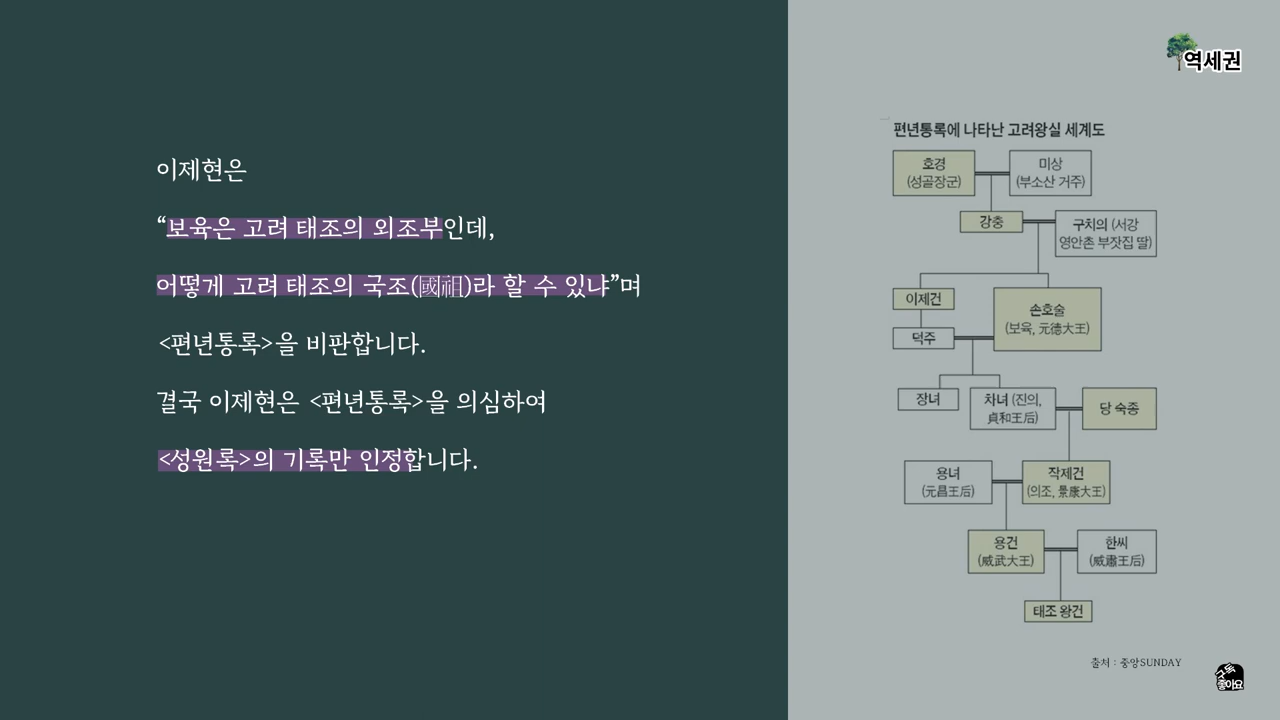 이제현은
“보육은 고려 태조의 외조부인데,
어떻게 고려 태조의 국조(國祖)라 할 수 있냐”며
<편년통록>을 비판합니다.
결국 이제현은 <편년통록>을 의심하여
<성원록>의 기록만 인정합니다.
역세권
편년통록에 나타난 고려왕실 세계도
호경
(성골장군)
미상
(부소산 거주)
강충
구치의 (서강
영안촌 부잣집 딸)
이제건
손호술
(보육, 元德大王)
덕주
장녀
차녀 (진의,
貞和王后)
당 숙종
용녀
(元昌王后)
작제건
(의조, 景康大王)
용건
(威武大王)
한씨
(威肅王后)
태조 왕건
출처 : 중앙SUNDAY
구독
좋아요